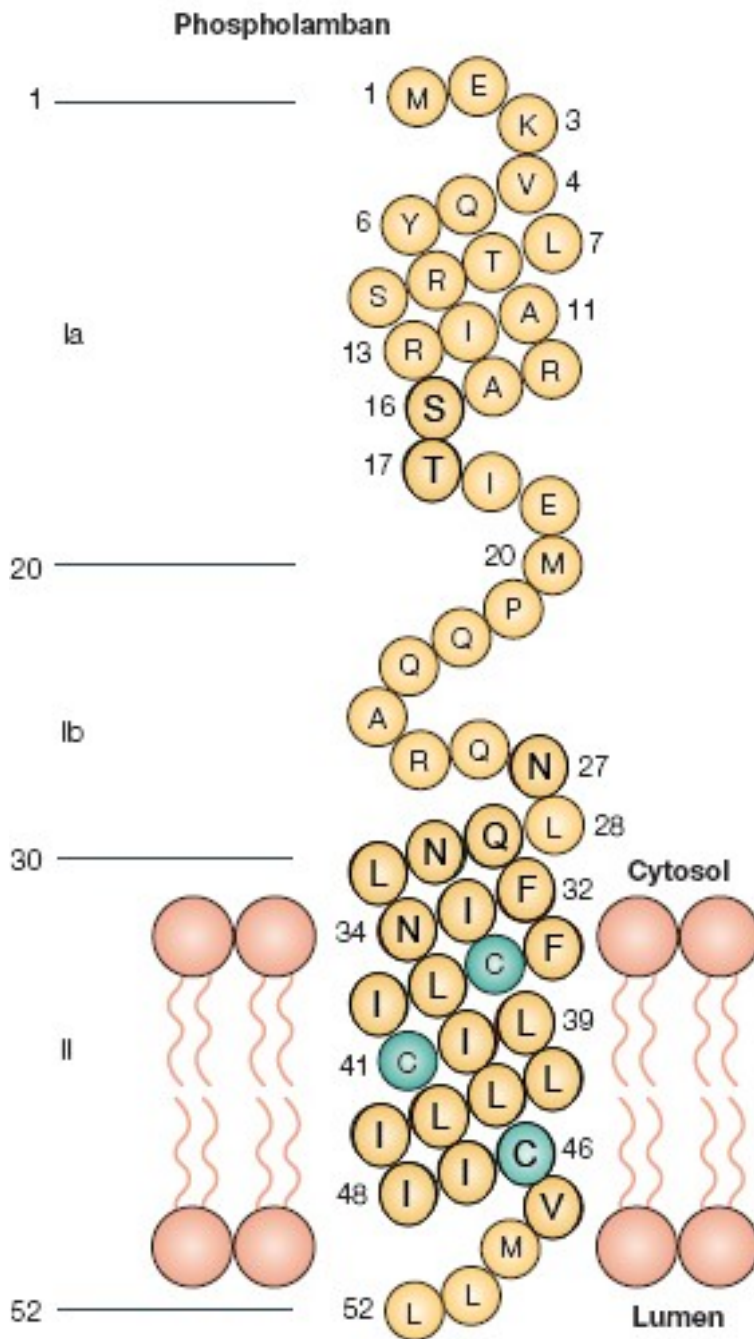 Phospholamban
1
1 M E K 3
V 4
6 Y Q
L 7
S R T
A 11
Ia
13 R I
R
16 S A
17 T I E
20
20 M
P
Q Q
A
Ib
R Q N 27
L 28
30
L N Q
F 32
Cytosol
34 N I
C F
I L
L 39
II
41 C I
L L
I L
C 46
48 I I
V
M
52
52 L L
Lumen